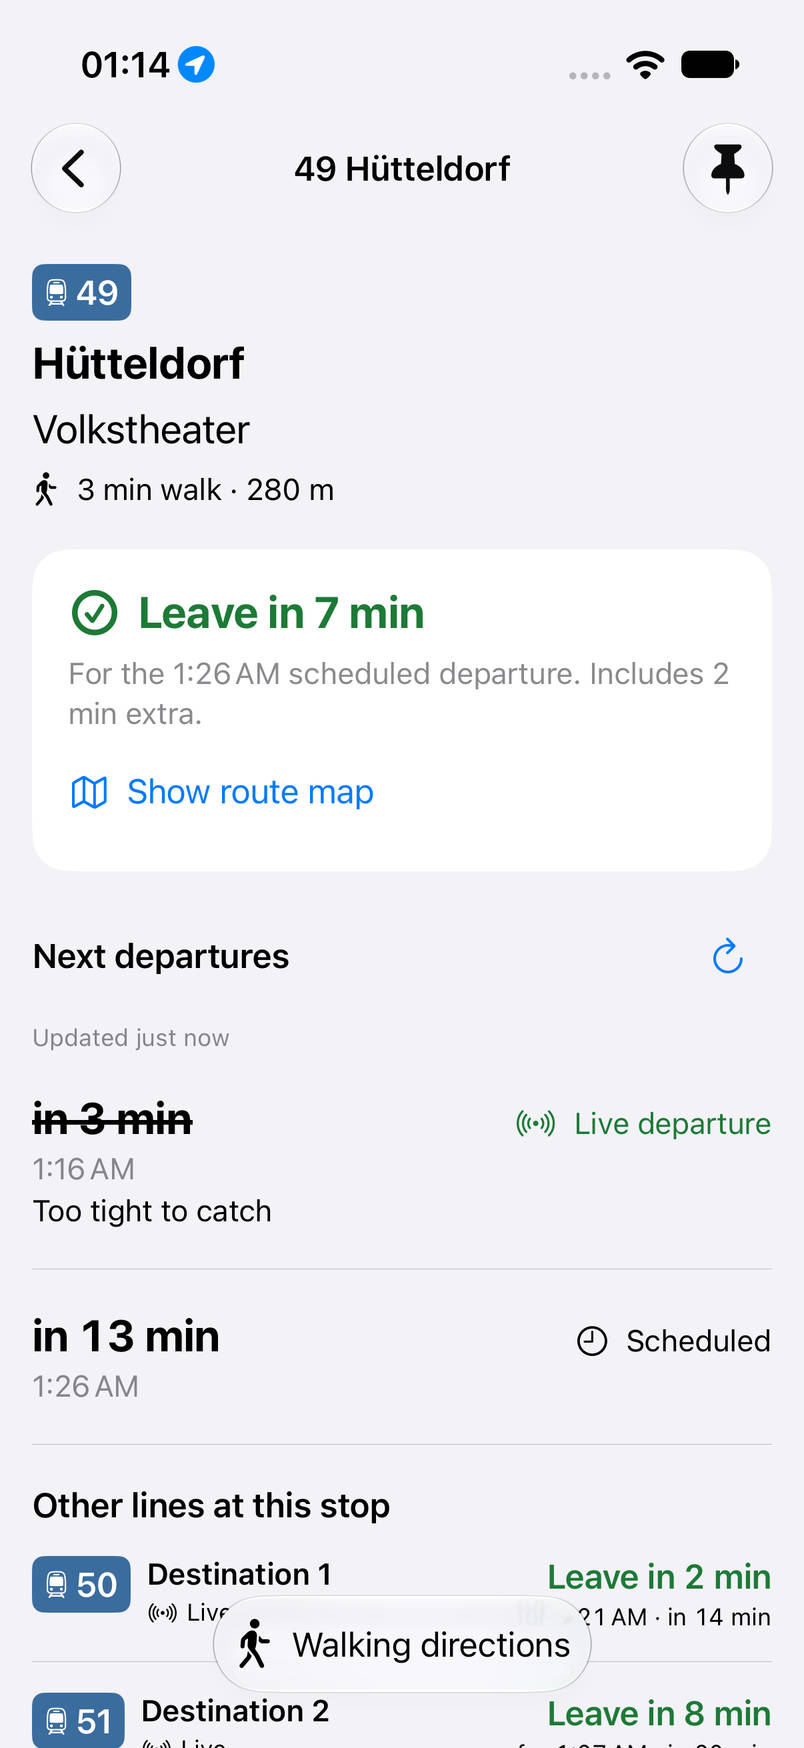 01:14
49 Hütteldorf
49
Hütteldorf
Volkstheater
3 min walk · 280 m
Leave in 7 min
For the 1:26 AM scheduled departure. Includes 2
min extra.
Show route map
Next departures
Updated just now
in 3 min
Live departure
1:16 AM
Too tight to catch
in 13 min
Scheduled
1:26 AM
Other lines at this stop
50 Destination 1 Leave in 2 min
Live 21 AM · in 14 min
Walking directions
51 Destination 2 Leave in 8 min
Live